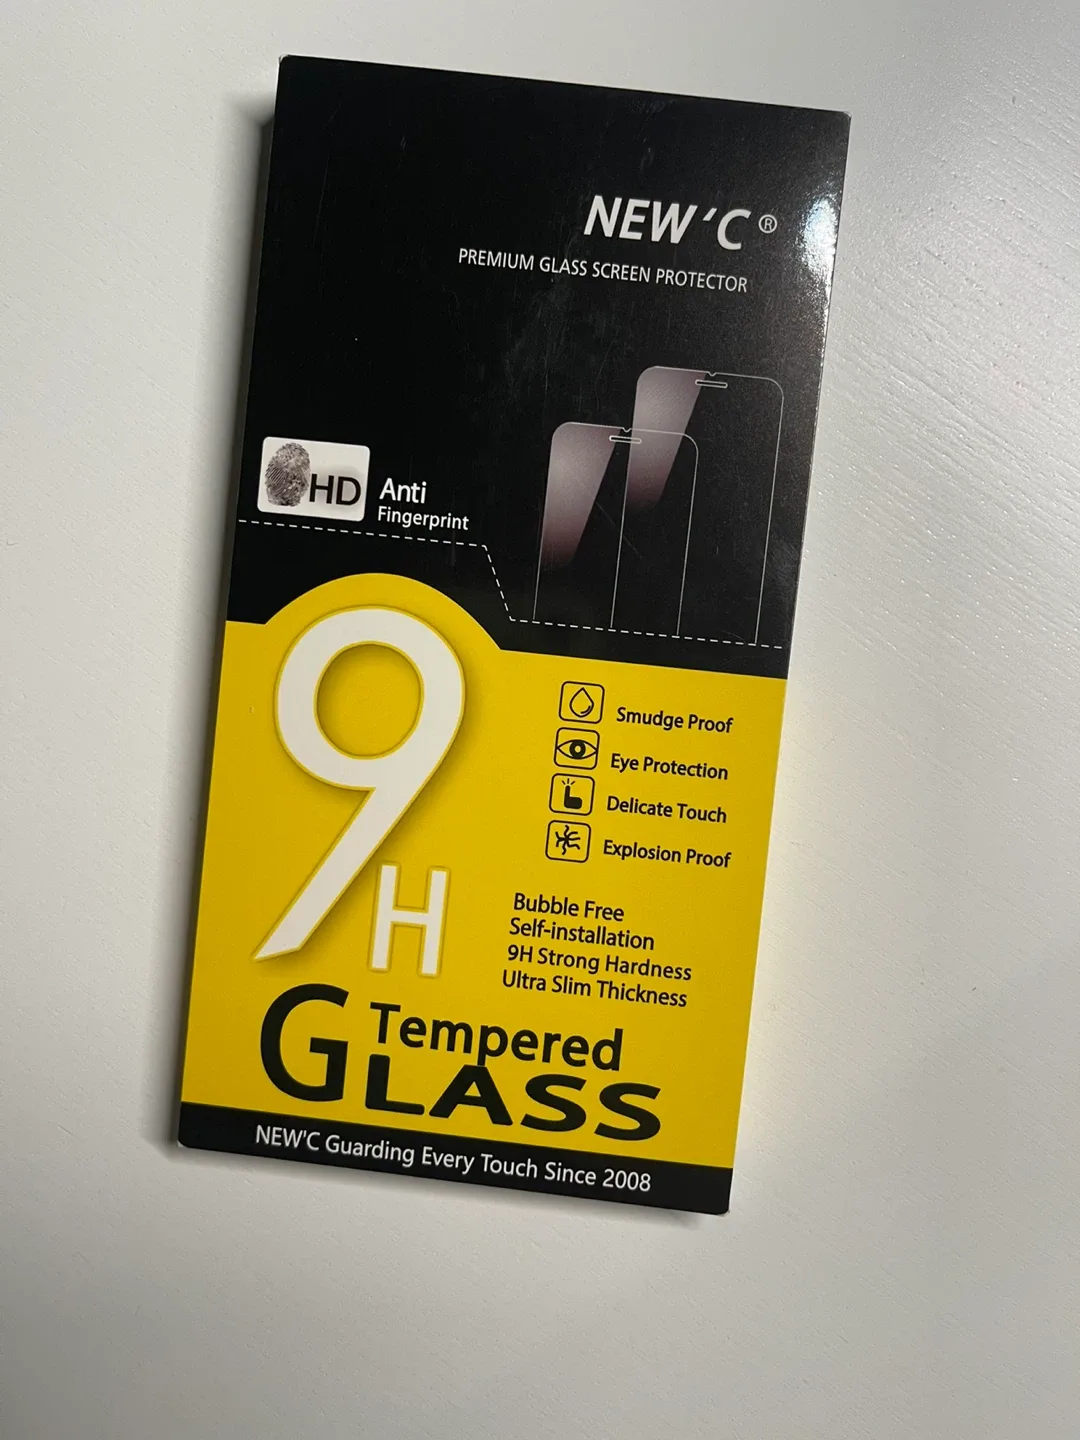 NEW'C®
PREMIUM GLASS SCREEN PROTECTOR
HD
Anti
Fingerprint
9H
Smudge Proof
Eye Protection
Delicate Touch
Explosion Proof
Bubble Free
Self-installation
9H Strong Hardness
Ultra Slim Thickness
Tempered
GLASS
NEW'C Guarding Every Touch Since 2008